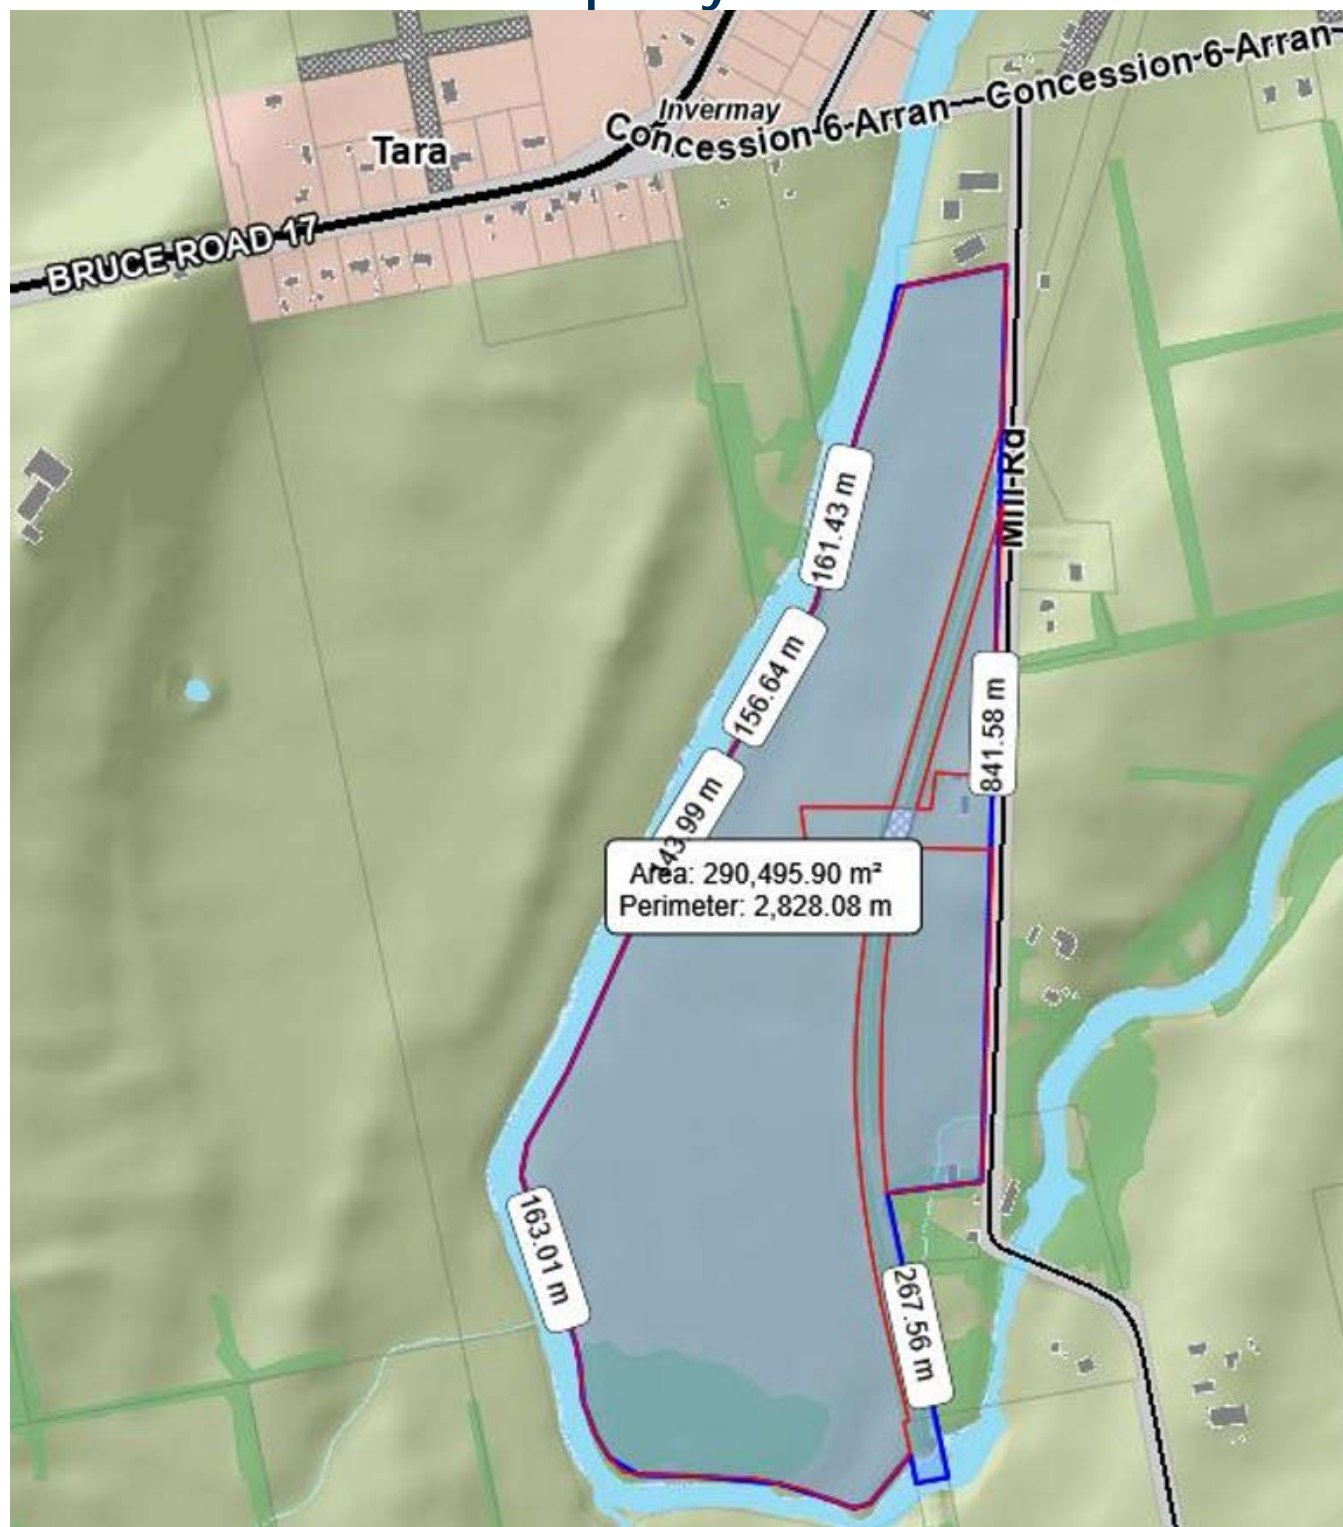 Invermay
Concession-6-Arran
Concession-6-Arran
Tara
BRUCE ROAD 17
Mill-Rd
161.43 m
156.64 m
841.58 m
143.99 m
Area: 290,495.90 m²
Perimeter: 2,828.08 m
163.01 m
267.56 m